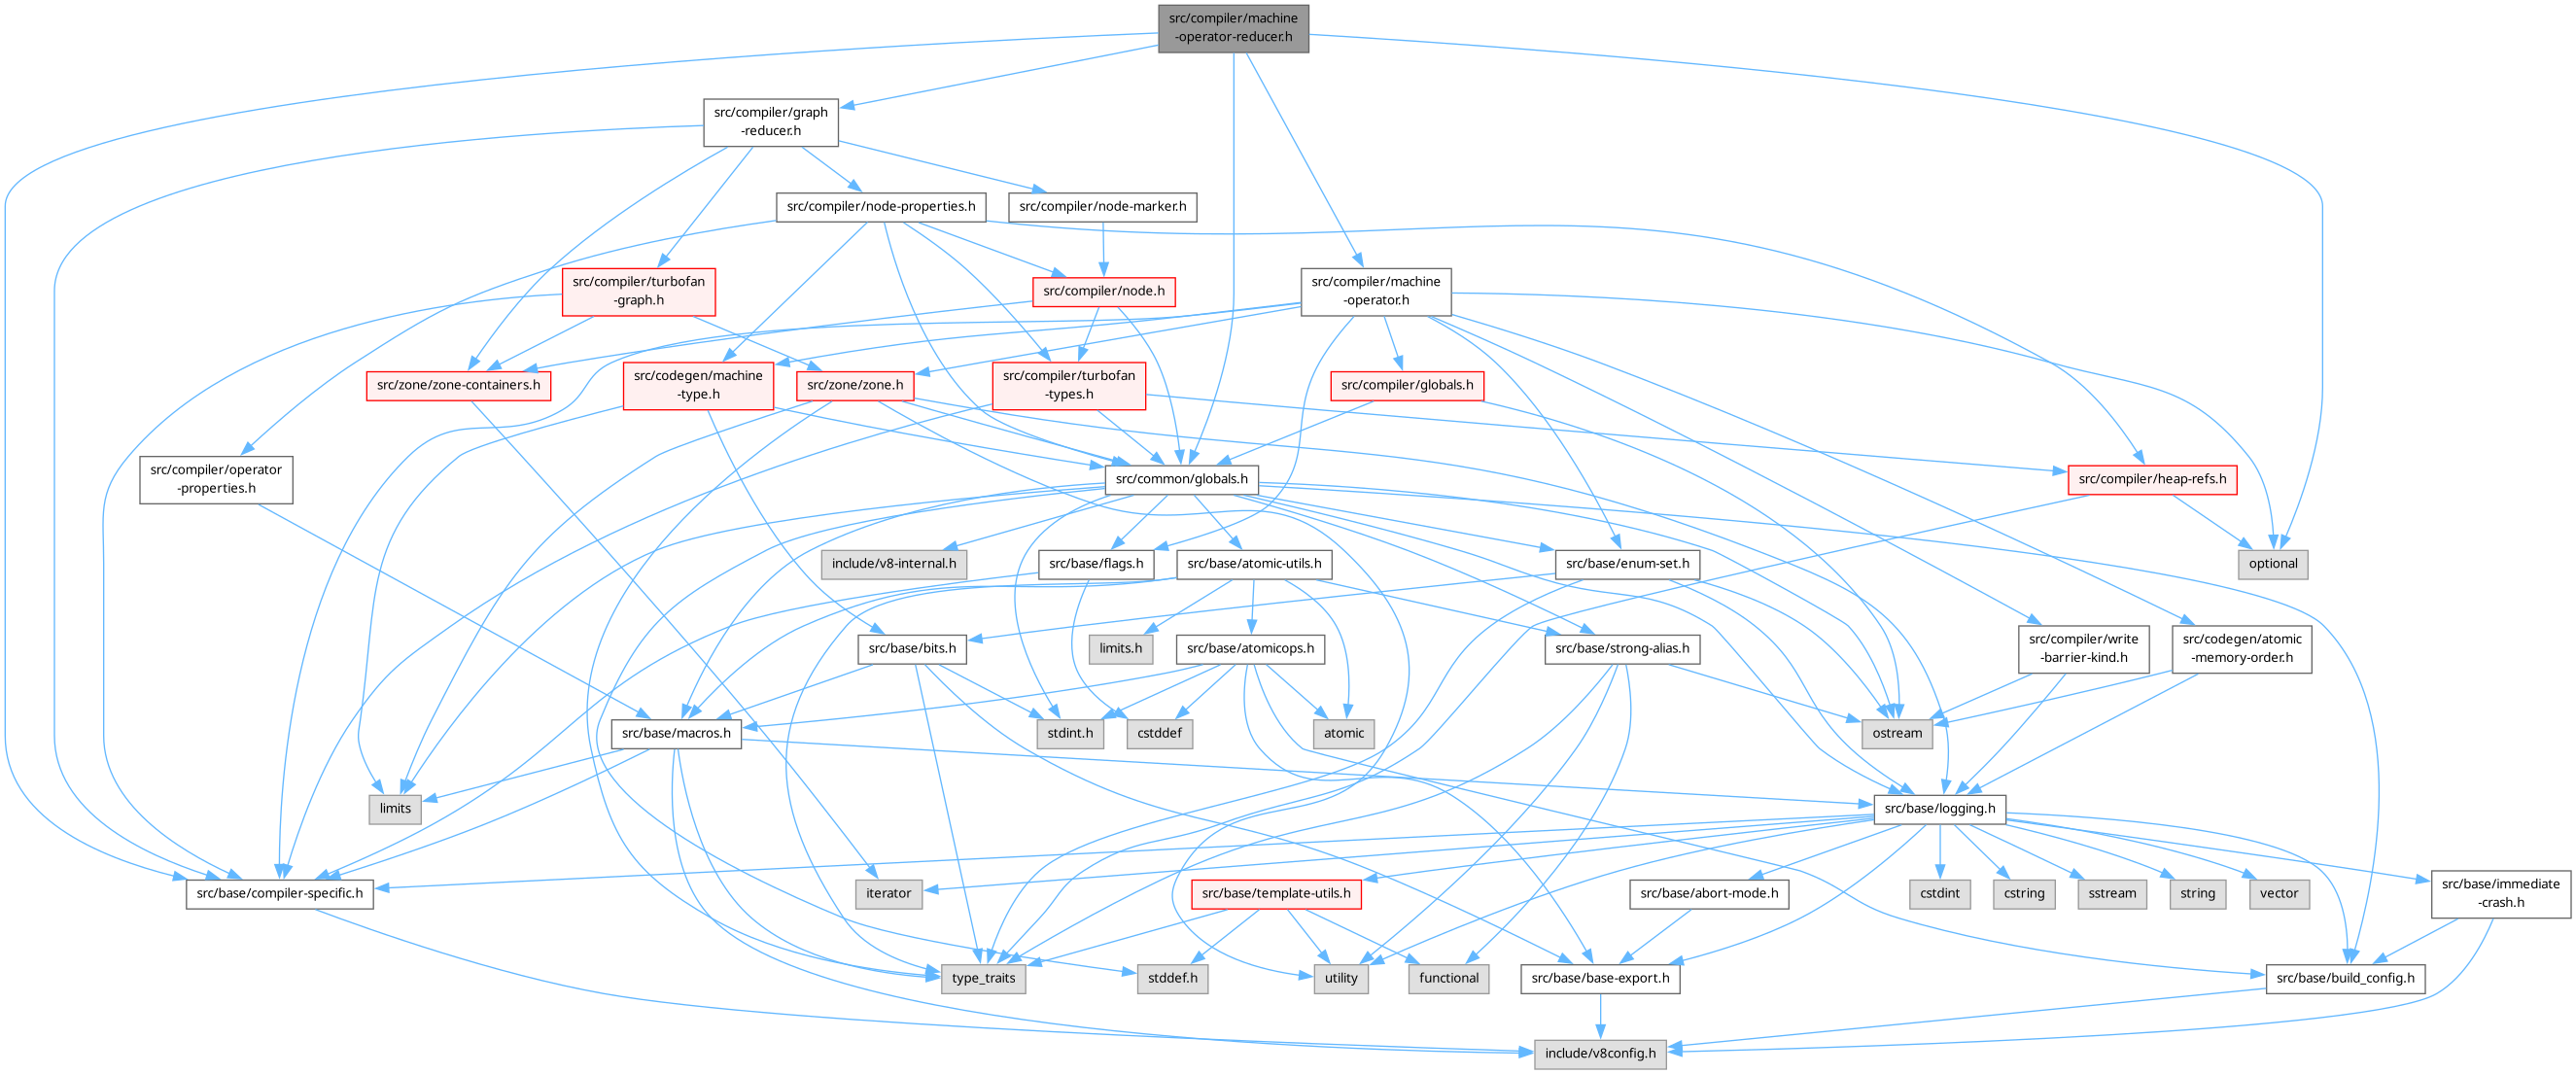 src/compiler/machine
-operator-reducer.h
src/compiler/graph
-reducer.h
src/compiler/node-properties.h
src/compiler/node-marker.h
src/compiler/turbofan
-graph.h
src/compiler/node.h
src/compiler/machine
-operator.h
src/zone/zone-containers.h
src/codegen/machine
-type.h
src/zone/zone.h
src/compiler/turbofan
-types.h
src/compiler/globals.h
src/compiler/operator
-properties.h
src/common/globals.h
src/compiler/heap-refs.h
include/v8-internal.h
src/base/flags.h
src/base/atomic-utils.h
src/base/enum-set.h
optional
src/base/bits.h
limits.h
src/base/atomicops.h
src/base/strong-alias.h
src/compiler/write
-barrier-kind.h
src/codegen/atomic
-memory-order.h
src/base/macros.h
stdint.h
cstddef
atomic
ostream
limits
src/base/logging.h
src/base/compiler-specific.h
iterator
src/base/template-utils.h
src/base/abort-mode.h
cstdint
cstring
sstream
string
vector
src/base/immediate
-crash.h
type_traits
stddef.h
utility
functional
src/base/base-export.h
src/base/build_config.h
include/v8config.h